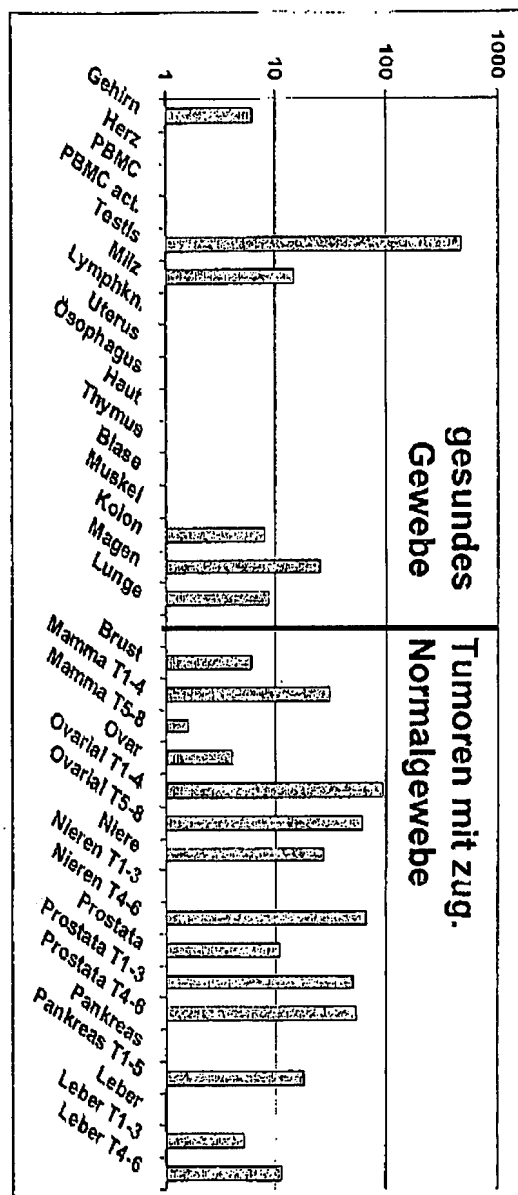 1000
100
10
1
gesundes
Gewebe
Tumoren mit zug.
Normalgewebe
Gehirn
Herz
PBMC
PBMC act.
Testis
Milz
Lymphkn.
Uterus
Ösophagus
Haut
Thymus
Blase
Muskel
Kolon
Magen
Lunge
Brust
Mamma T1-4
Mamma T5-8
Ovar
Ovarial T1-4
Ovarial T5-8
Niere
Nieren T1-3
Nieren T4-6
Prostata
Prostata T1-3
Prostata T4-6
Pankreas
Pankreas T1-5
Leber
Leber T1-3
Leber T4-6